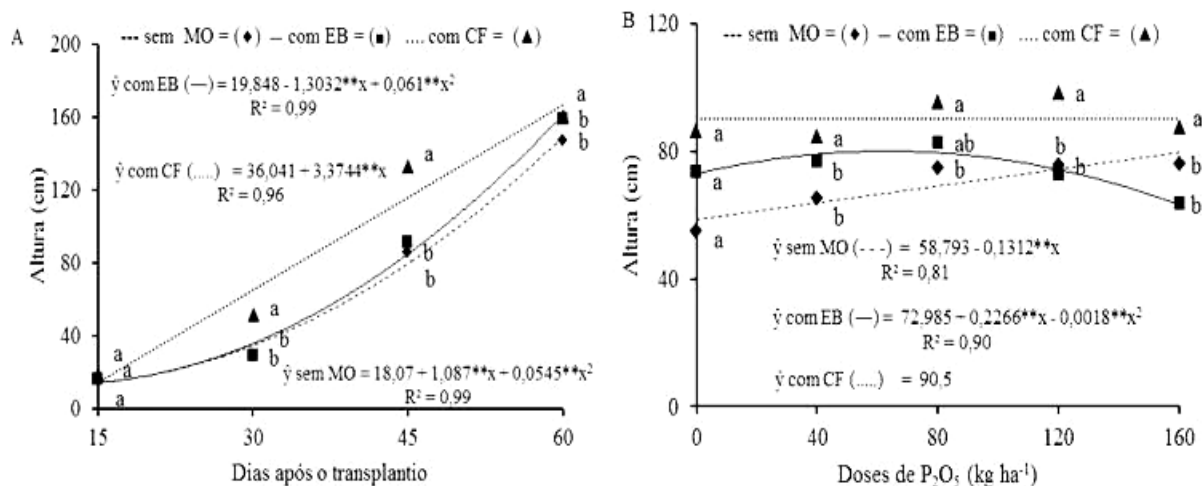 A
--- sem MO = (♦) – com EB = (■) .... com CF = (▲)
ŷ com EB (—) = 19,848 - 1,3032**x + 0,061**x²
R² = 0,99
ŷ com CF (.....) = 36,041 + 3,3744**x
R² = 0,96
ŷ sem MO = 18,07 + 1,087**x + 0,0545**x²
R² = 0,99
Altura (cm)
200
160
120
80
40
0
15 30 45 60
Dias após o transplantio
a
a
a
a
b
b
a
b
b
a
b
b
B
--- sem MO = (♦) – com EB = (■) .... com CF = (▲)
ŷ sem MO (- - -) = 58,793 - 0,1312**x
R² = 0,81
ŷ com EB (—) = 72,985 + 0,2266**x - 0,0018**x²
R² = 0,90
ŷ com CF (.....) = 90,5
Altura (cm)
120
80
40
0
0 40 80 120 160
Doses de P₂O₅ (kg ha⁻¹)
a
a
a
a
b
b
a
ab
b
a
b
b
a
b
b